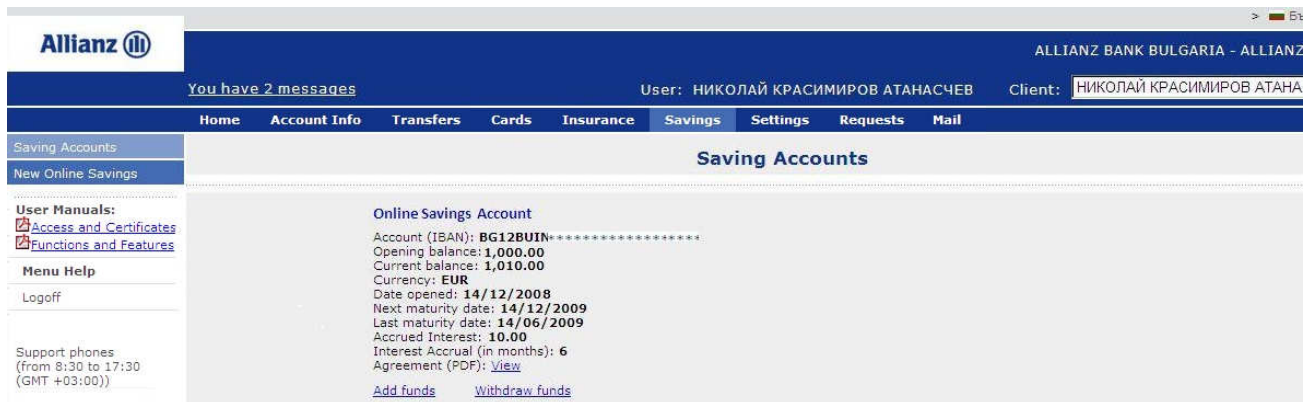 > Бъ
Allianz
ALLIANZ BANK BULGARIA - ALLIANZ
You have 2 messages
User: НИКОЛАЙ КРАСИМИРОВ АТАНАСЧЕВ
Client: НИКОЛАЙ КРАСИМИРОВ АТАНА
Home Account Info Transfers Cards Insurance Savings Settings Requests Mail
Saving Accounts
New Online Savings
User Manuals:
Access and Certificates
Functions and Features
Menu Help
Logoff
Support phones
(from 8:30 to 17:30
(GMT +03:00))
Saving Accounts
Online Savings Account
Account (IBAN): BG12BUIN*******************
Opening balance: 1,000.00
Current balance: 1,010.00
Currency: EUR
Date opened: 14/12/2008
Next maturity date: 14/12/2009
Last maturity date: 14/06/2009
Accrued Interest: 10.00
Interest Accrual (in months): 6
Agreement (PDF): View
Add funds Withdraw funds